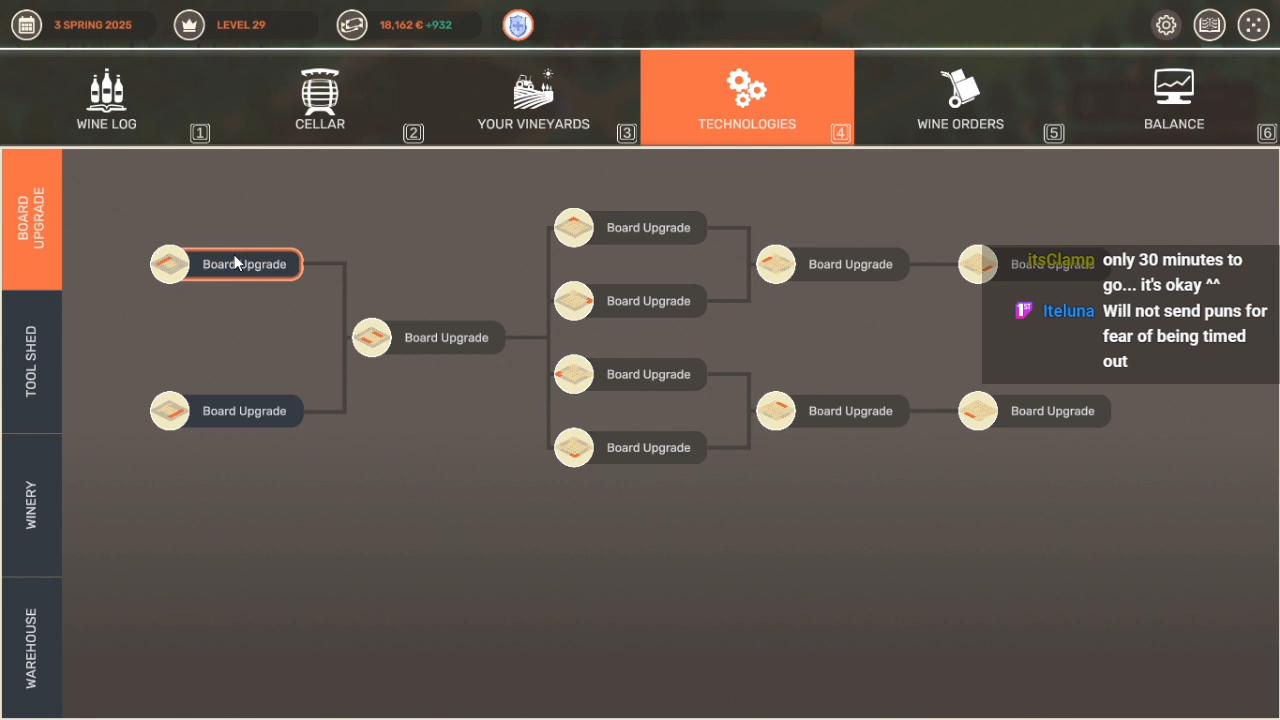 3 SPRING 2025
LEVEL 29
18,162 € +932
WINE LOG
1
CELLAR
2
YOUR VINEYARDS
3
TECHNOLOGIES
4
WINE ORDERS
5
BALANCE
6
BOARD
UPGRADE
TOOL SHED
WINERY
WAREHOUSE
Board Upgrade
Board Upgrade
Board Upgrade
Board Upgrade
Board Upgrade
Board Upgrade
Board Upgrade
Board Upgrade
Board Upgrade
Board Upgrade
Board Upgrade
itsClamp only 30 minutes to
go... it's okay ^^
1ST Iteluna Will not send puns for
fear of being timed
out